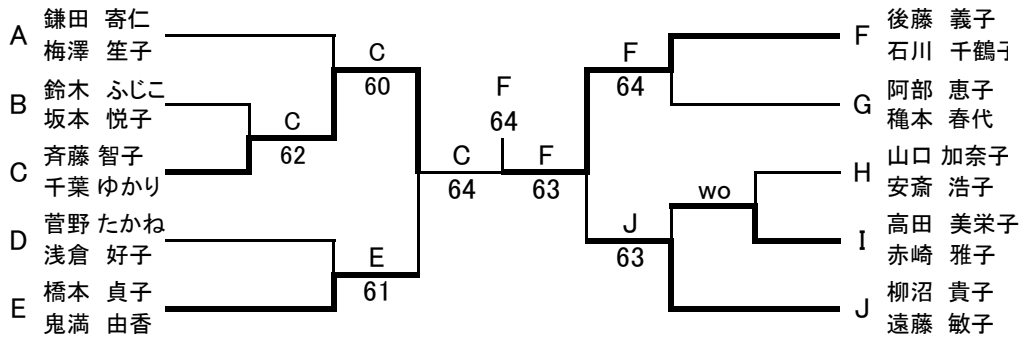 A 鎌田 寄仁
梅澤 笙子
B 鈴木 ふじこ
坂本 悦子
C 斉藤 智子
千葉 ゆかり
D 菅野 たかね
浅倉 好子
E 橋本 貞子
鬼満 由香
C
60
C
62
E
61
C
64
F
64
F
63
F
64
J
63
wo
F 後藤 義子
石川 千鶴子
G 阿部 恵子
穐本 春代
H 山口 加奈子
安斎 浩子
I 高田 美栄子
赤崎 雅子
J 柳沼 貴子
遠藤 敏子